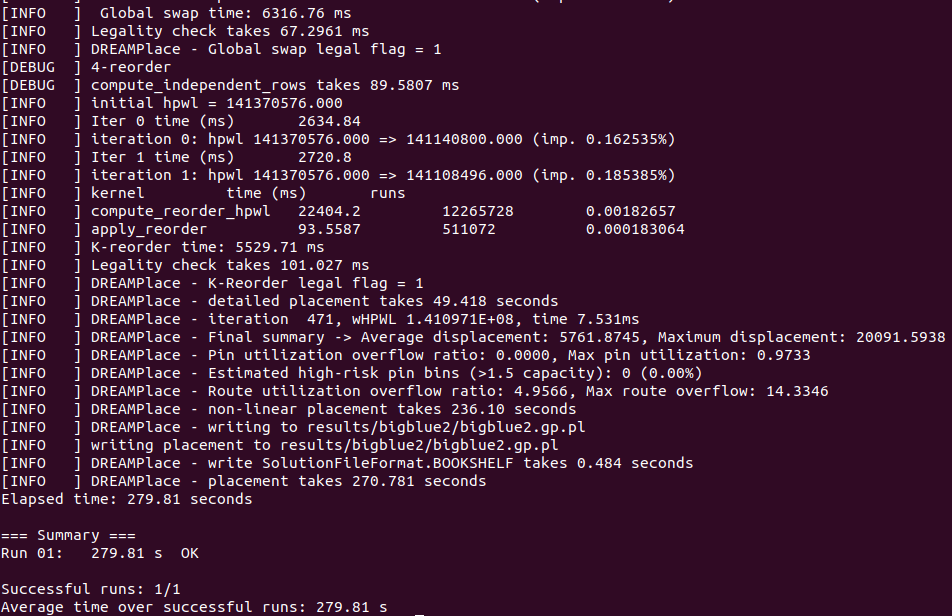 [INFO   ]  Global swap time: 6316.76 ms
[INFO   ] Legality check takes 67.2961 ms
[INFO   ] DREAMPlace - Global swap legal flag = 1
[DEBUG  ] 4-reorder
[DEBUG  ] compute_independent_rows takes 89.5807 ms
[INFO   ] initial hpwl = 141370576.000
[INFO   ] Iter 0 time (ms)       2634.84
[INFO   ] iteration 0: hpwl 141370576.000 => 141140800.000 (imp. 0.162535%)
[INFO   ] Iter 1 time (ms)       2720.8
[INFO   ] iteration 1: hpwl 141370576.000 => 141108496.000 (imp. 0.185385%)
[INFO   ] kernel         time (ms)       runs
[INFO   ] compute_reorder_hpwl   22404.2         12265728        0.00182657
[INFO   ] apply_reorder          93.5587         511072          0.000183064
[INFO   ] K-reorder time: 5529.71 ms
[INFO   ] Legality check takes 101.027 ms
[INFO   ] DREAMPlace - K-Reorder legal flag = 1
[INFO   ] DREAMPlace - detailed placement takes 49.418 seconds
[INFO   ] DREAMPlace - iteration  471, wHPWL 1.410971E+08, time 7.531ms
[INFO   ] DREAMPlace - Final summary -> Average displacement: 5761.8745, Maximum displacement: 20091.5938
[INFO   ] DREAMPlace - Pin utilization overflow ratio: 0.0000, Max pin utilization: 0.9733
[INFO   ] DREAMPlace - Estimated high-risk pin bins (>1.5 capacity): 0 (0.00%)
[INFO   ] DREAMPlace - Route utilization overflow ratio: 4.9566, Max route overflow: 14.3346
[INFO   ] DREAMPlace - non-linear placement takes 236.10 seconds
[INFO   ] DREAMPlace - writing to results/bigblue2/bigblue2.gp.pl
[INFO   ] writing placement to results/bigblue2/bigblue2.gp.pl
[INFO   ] DREAMPlace - write SolutionFileFormat.BOOKSHELF takes 0.484 seconds
[INFO   ] DREAMPlace - placement takes 270.781 seconds
Elapsed time: 279.81 seconds
=== Summary ===
Run 01:   279.81 s  OK
Successful runs: 1/1
Average time over successful runs: 279.81 s